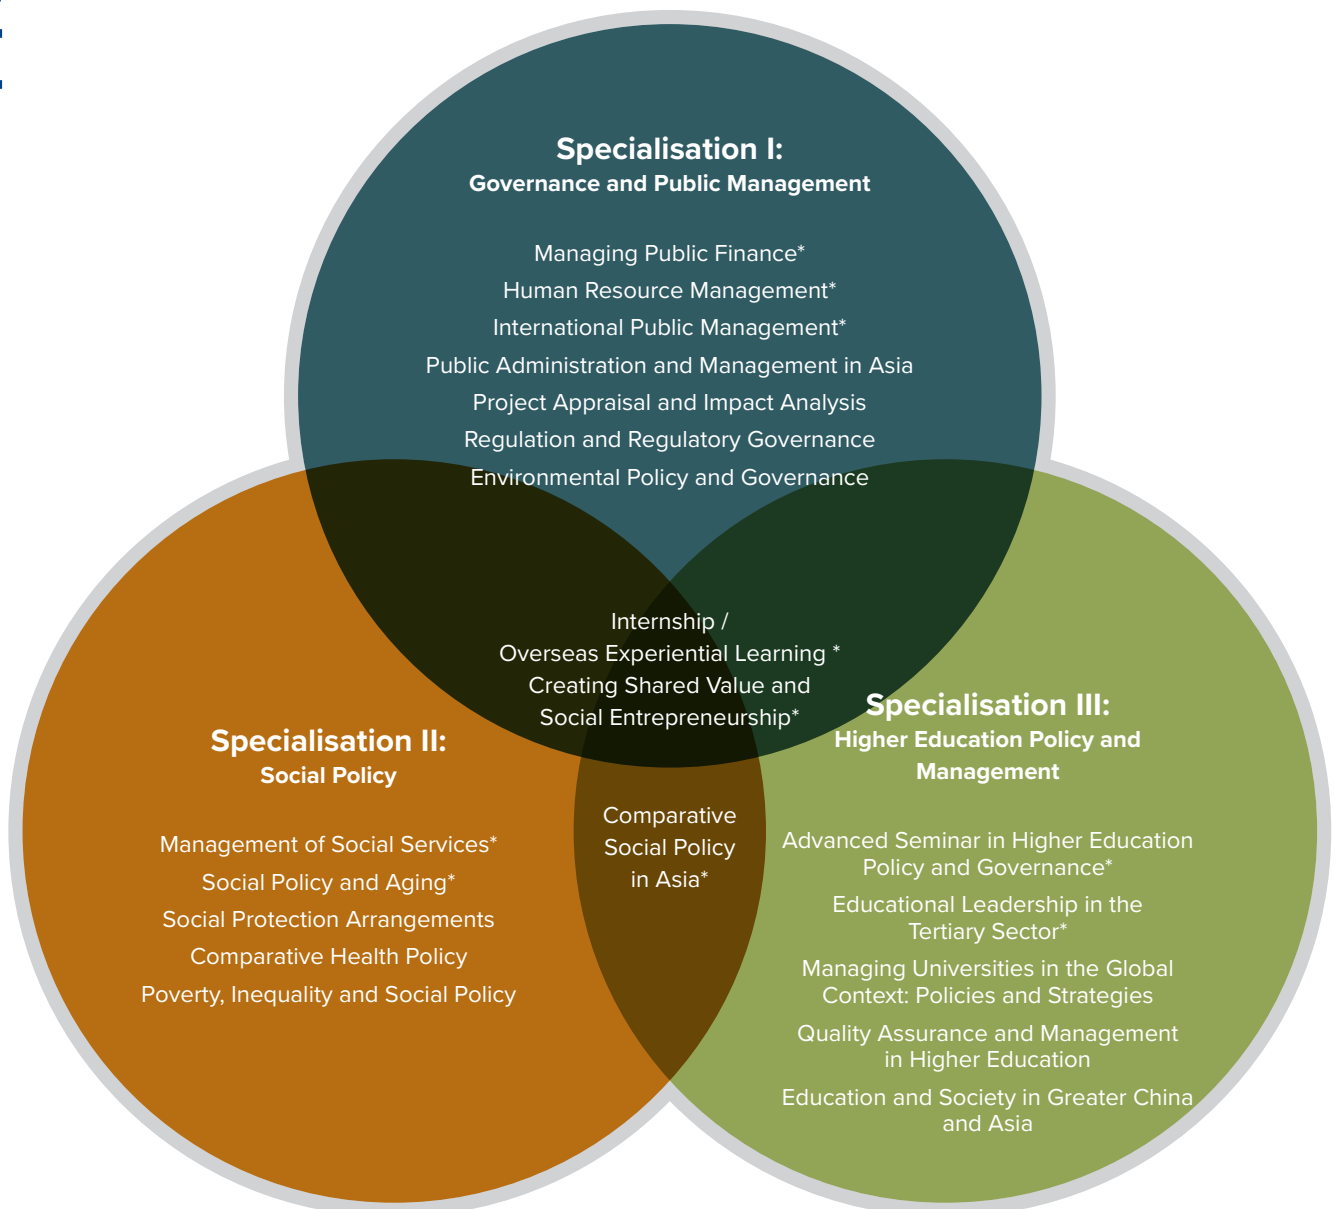 Specialisation I:
Governance and Public Management
Managing Public Finance*
Human Resource Management*
International Public Management*
Public Administration and Management in Asia
Project Appraisal and Impact Analysis
Regulation and Regulatory Governance
Environmental Policy and Governance
Internship /
Overseas Experiential Learning *
Creating Shared Value and
Social Entrepreneurship*
Specialisation II:
Social Policy
Management of Social Services*
Social Policy and Aging*
Social Protection Arrangements
Comparative Health Policy
Poverty, Inequality and Social Policy
Comparative
Social Policy
in Asia*
Specialisation III:
Higher Education Policy and
Management
Advanced Seminar in Higher Education
Policy and Governance*
Educational Leadership in the
Tertiary Sector*
Managing Universities in the Global
Context: Policies and Strategies
Quality Assurance and Management
in Higher Education
Education and Society in Greater China
and Asia